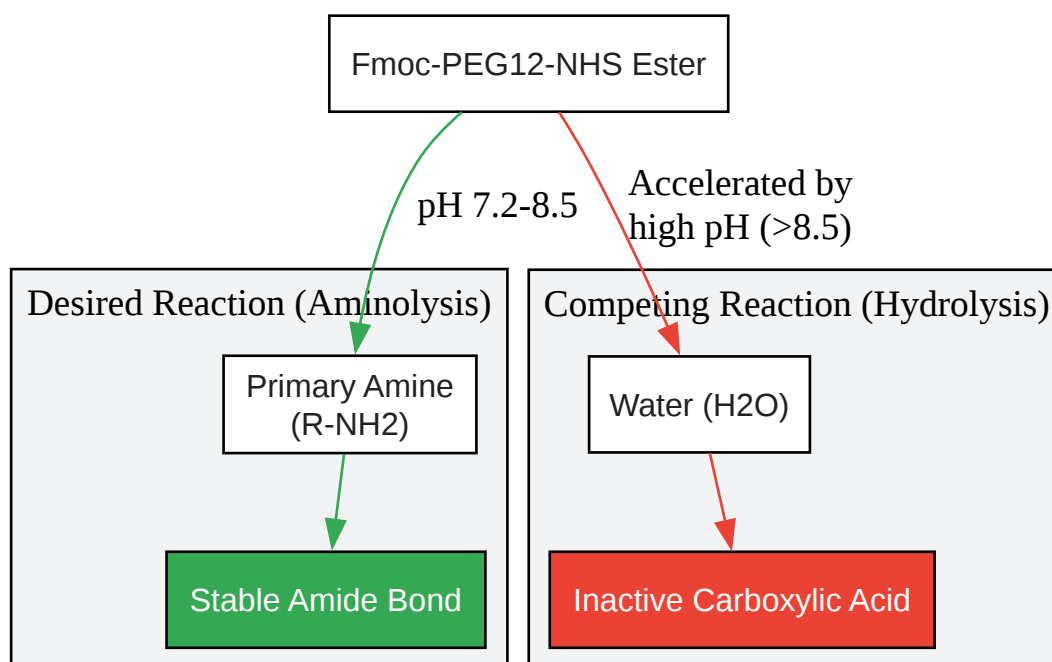 Fmoc-PEG12-NHS Ester
pH 7.2-8.5
Accelerated by
high pH (>8.5)
Desired Reaction (Aminolysis)
Primary Amine
(R-NH2)
Stable Amide Bond
Competing Reaction (Hydrolysis)
Water (H2O)
Inactive Carboxylic Acid